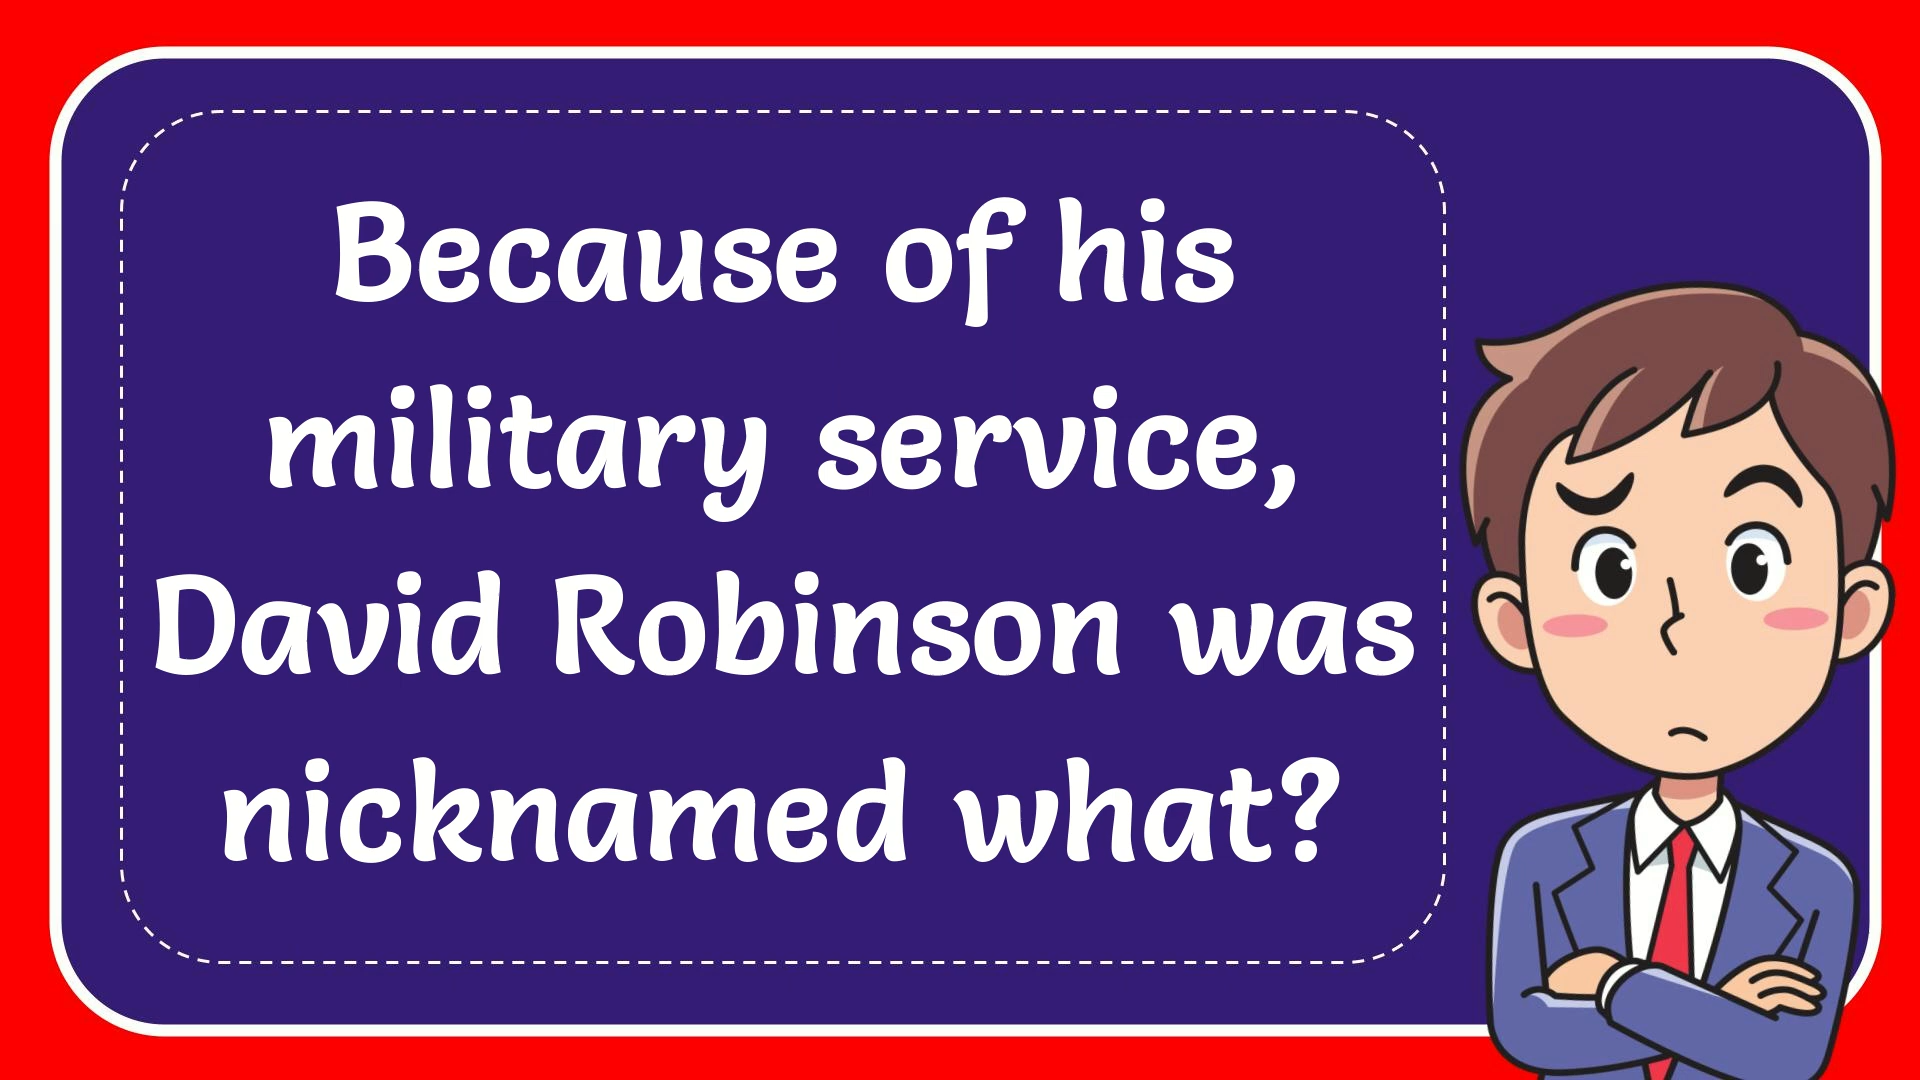 Because of his
military service,
David Robinson was
nicknamed what?